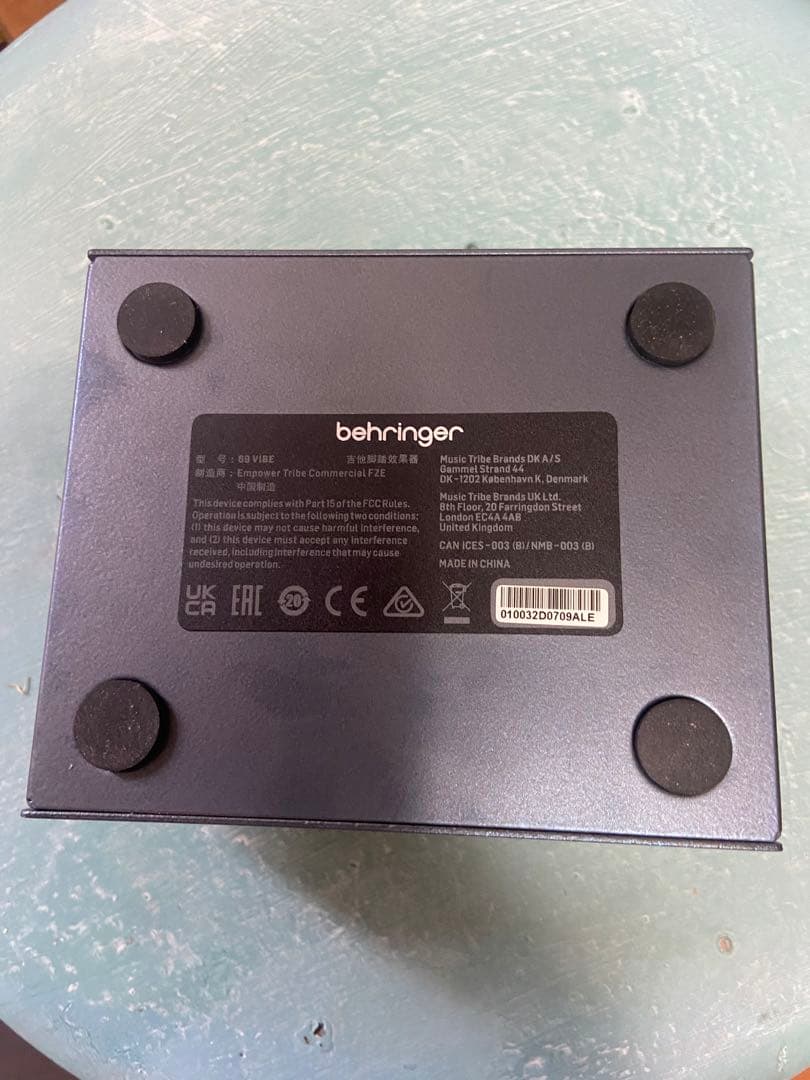 behringer
型 号 : 69 VIBE 吉他脚踏效果器
制造商 : Empower Tribe Commercial FZE
中国制造
This device complies with Part 15 of the FCC Rules.
Operation is subject to the following two conditions:
(1) this device may not cause harmful interference,
and (2) this device must accept any interference
received, including interference that may cause
undesired operation.
Music Tribe Brands DK A/S
Gammel Strand 44
DK-1202 København K, Denmark
Music Tribe Brands UK Ltd.
8th Floor, 20 Farringdon Street
London EC4A 4AB
United Kingdom
CAN ICES-003 (B)/NMB-003 (B)
MADE IN CHINA
UK
CA
EAC
20
CE
010032D0709ALE